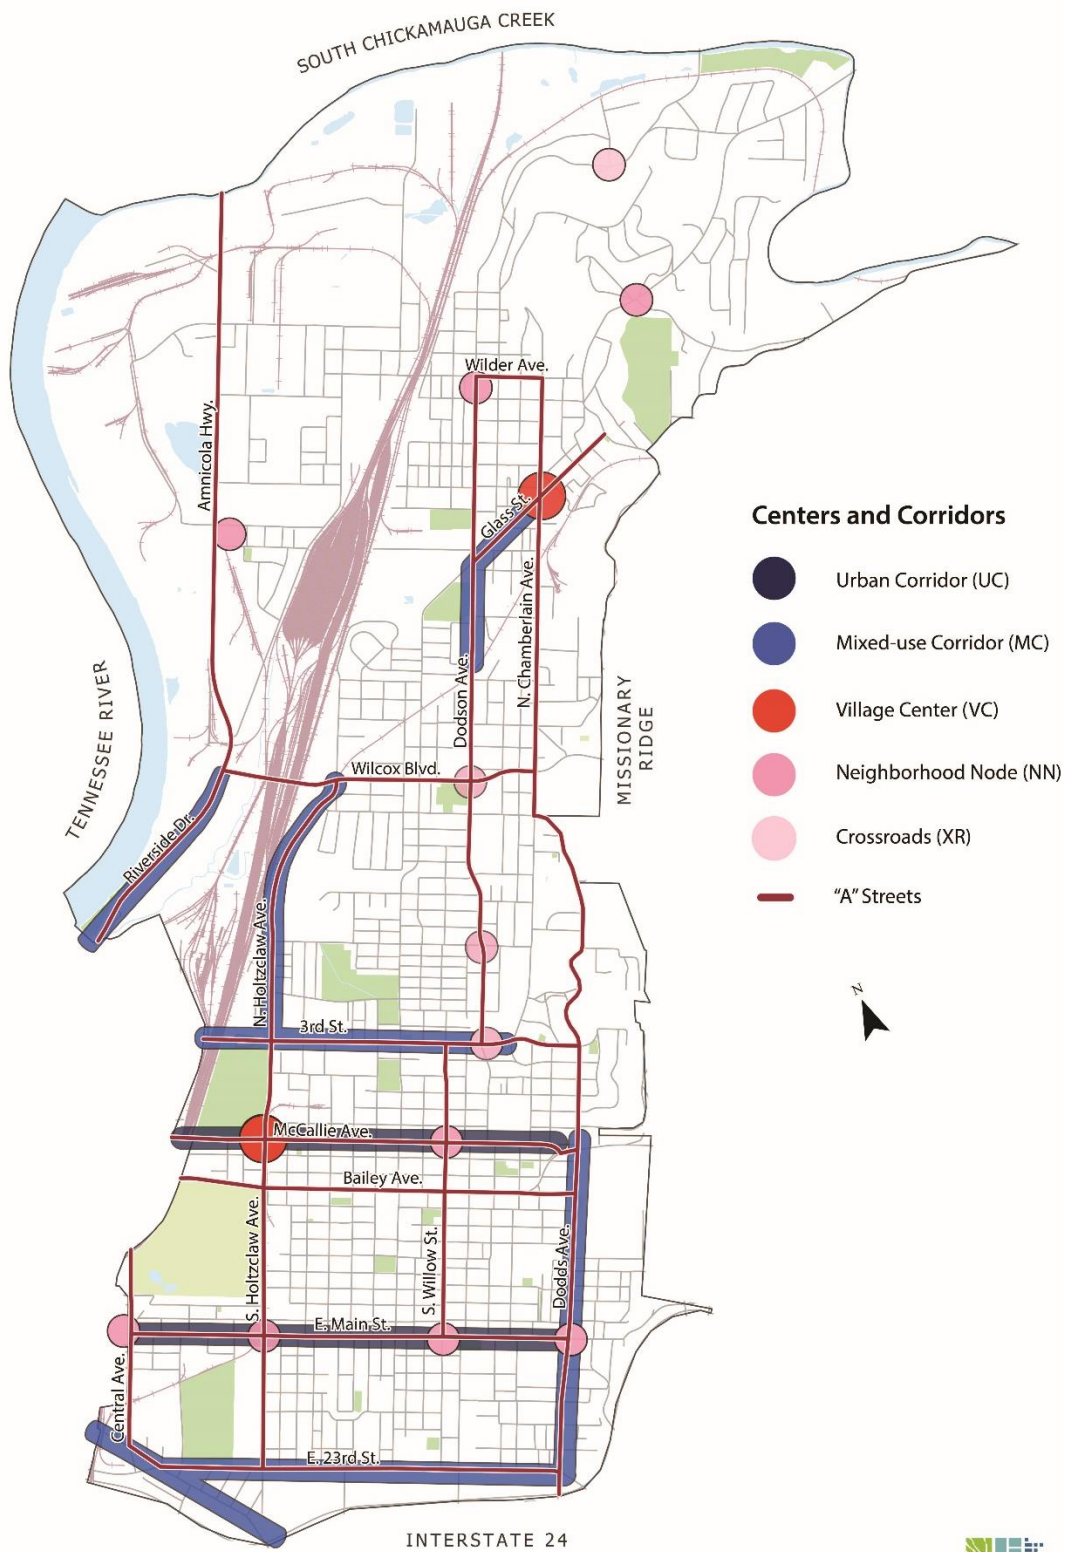 SOUTH CHICKAMAUGA CREEK
Wilder Ave.
Amnicola Hwy.
Glass St.
Centers and Corridors
Urban Corridor (UC)
Mixed-use Corridor (MC)
Village Center (VC)
Neighborhood Node (NN)
Crossroads (XR)
"A" Streets
N. Chamberlain Ave.
Dodson Ave.
MISSIONARY
RIDGE
TENNESSEE RIVER
Wilcox Blvd.
Riverside Dr.
N. Holtzclaw Ave.
N
3rd St.
McCallie Ave.
Bailey Ave.
S. Holtzclaw Ave.
S. Willow St.
Dodds Ave.
E. Main St.
Central Ave.
E. 23rd St.
INTERSTATE 24